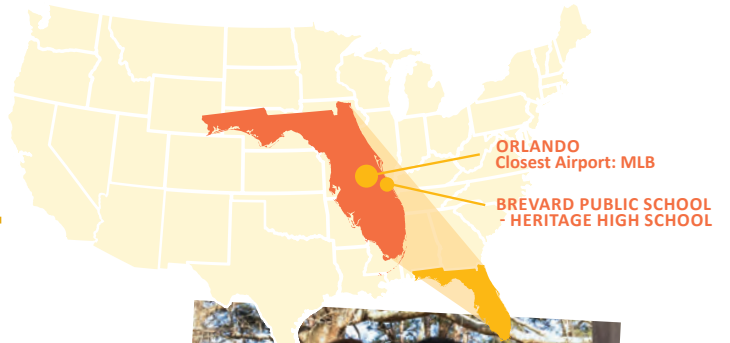 ORLANDO
Closest Airport: MLB
BREVARD PUBLIC SCHOOL
- HERITAGE HIGH SCHOOL